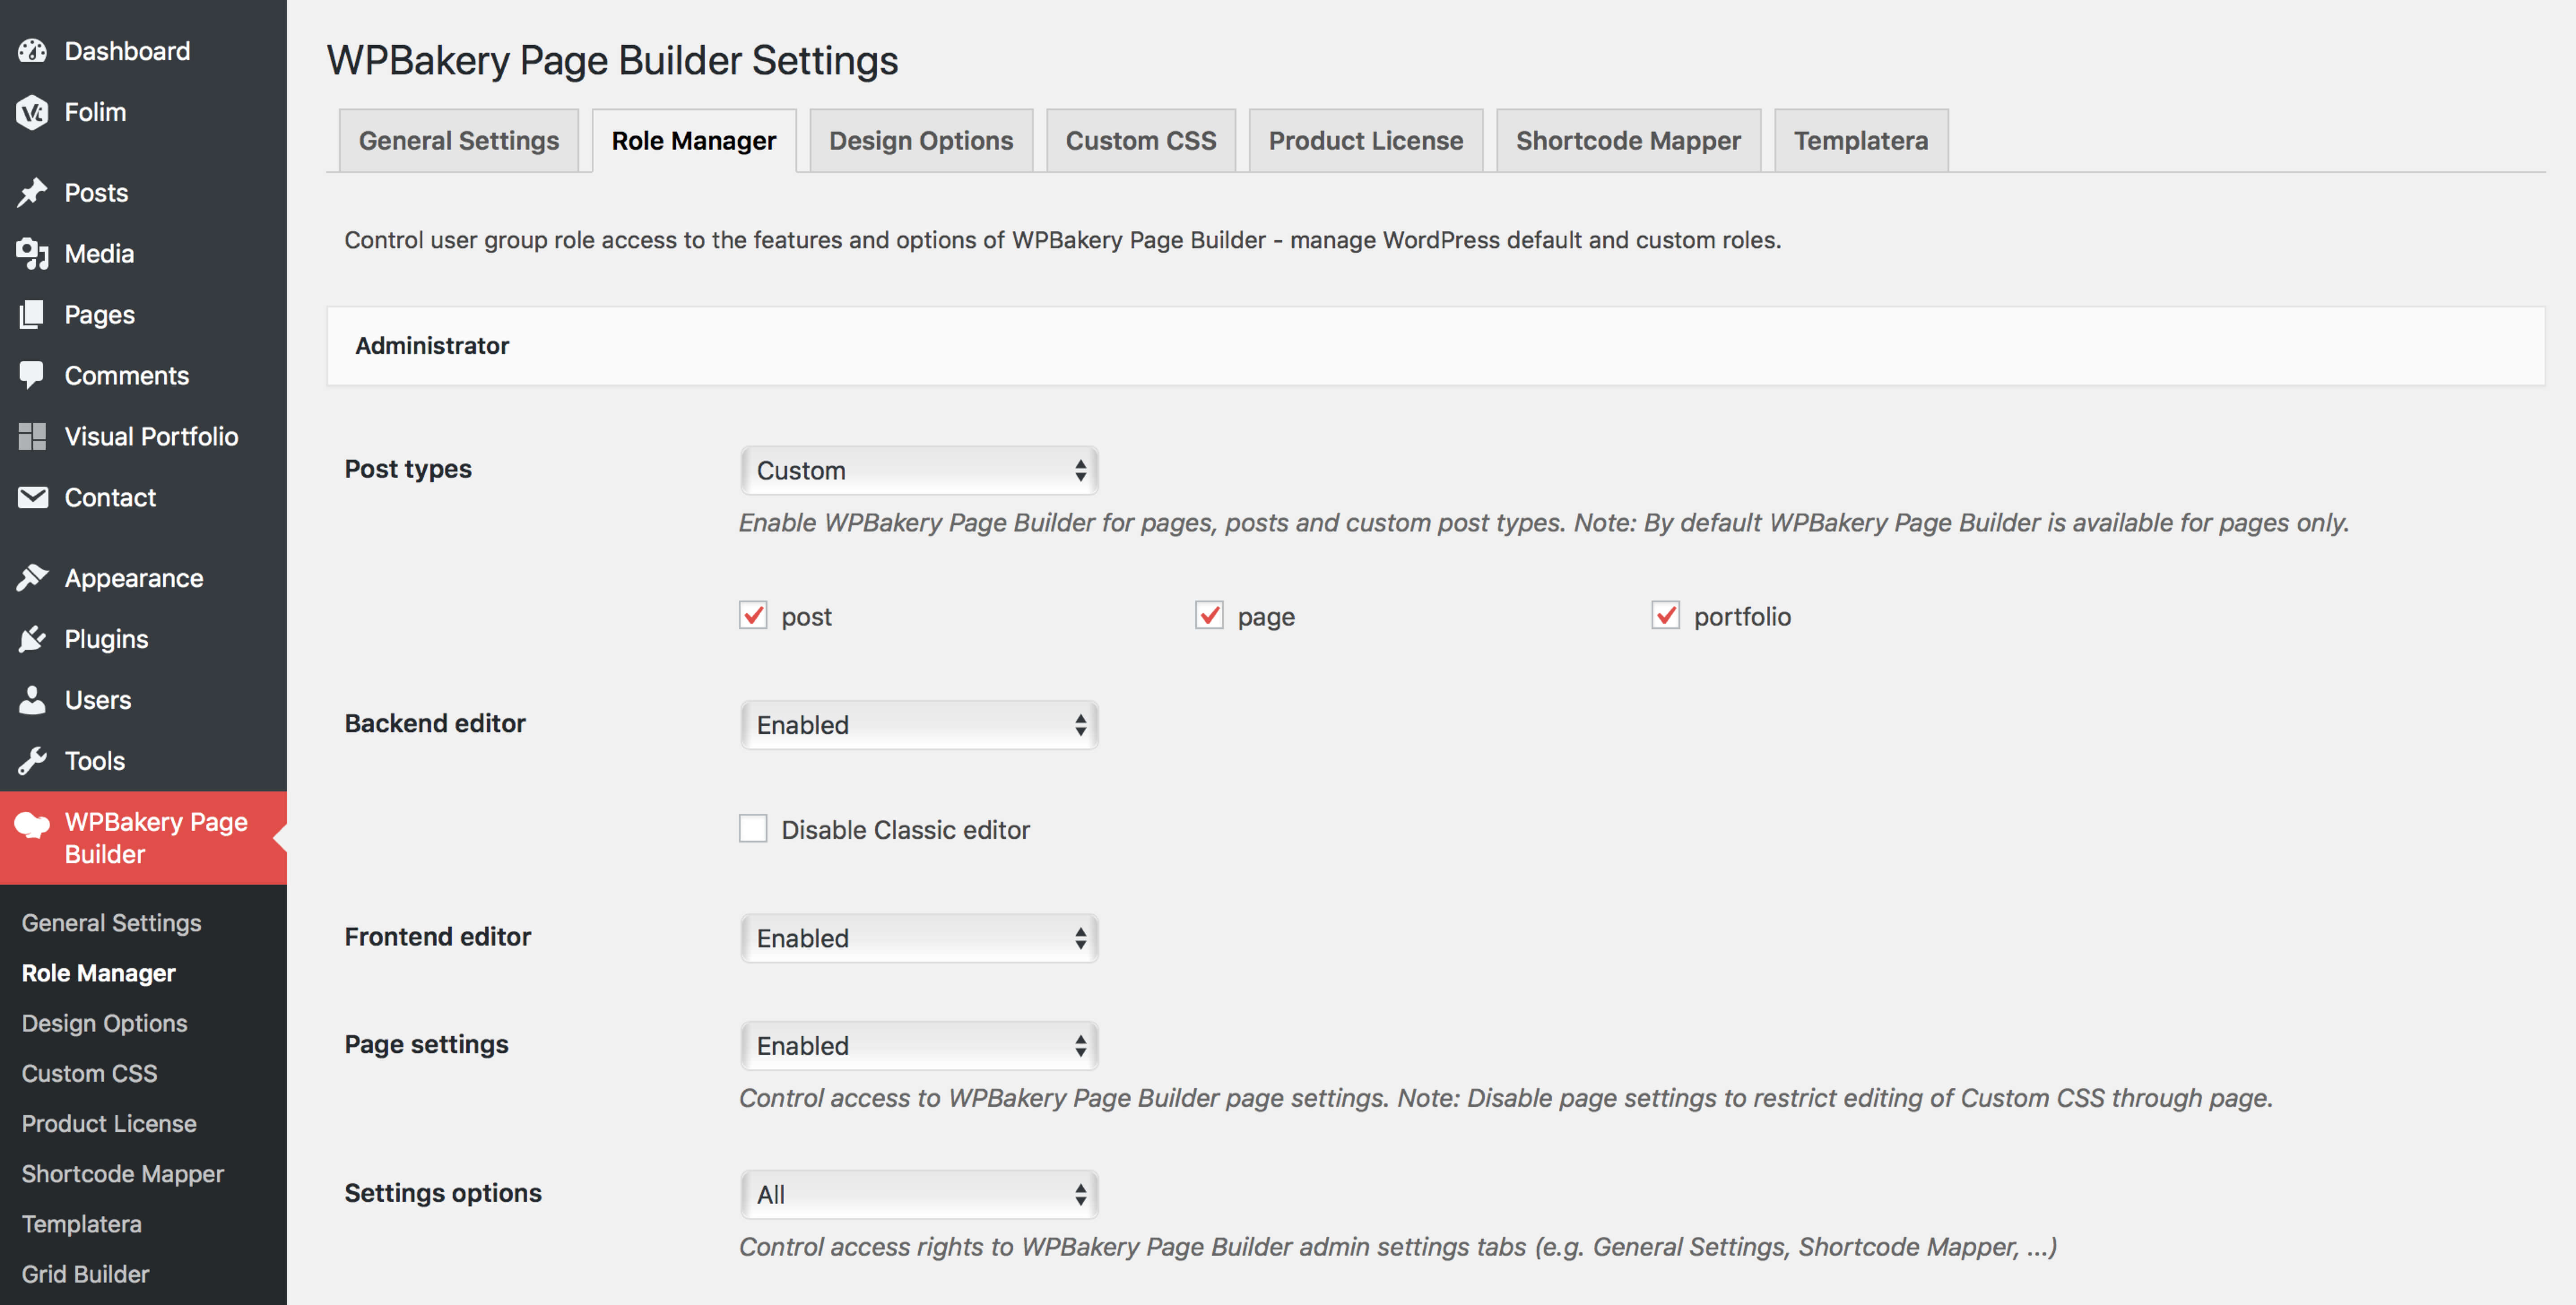 Dashboard
Folim
Posts
Media
Pages
Comments
Visual Portfolio
Contact
Appearance
Plugins
Users
Tools
WPBakery Page
Builder
General Settings
Role Manager
Design Options
Custom CSS
Product License
Shortcode Mapper
Templatera
Grid Builder
WPBakery Page Builder Settings
General Settings Role Manager Design Options Custom CSS Product License Shortcode Mapper Templatera
Control user group role access to the features and options of WPBakery Page Builder - manage WordPress default and custom roles.
Administrator
Post types Custom
Enable WPBakery Page Builder for pages, posts and custom post types. Note: By default WPBakery Page Builder is available for pages only.
post page portfolio
Backend editor Enabled
Disable Classic editor
Frontend editor Enabled
Page settings Enabled
Control access to WPBakery Page Builder page settings. Note: Disable page settings to restrict editing of Custom CSS through page.
Settings options All
Control access rights to WPBakery Page Builder admin settings tabs (e.g. General Settings, Shortcode Mapper, ...)